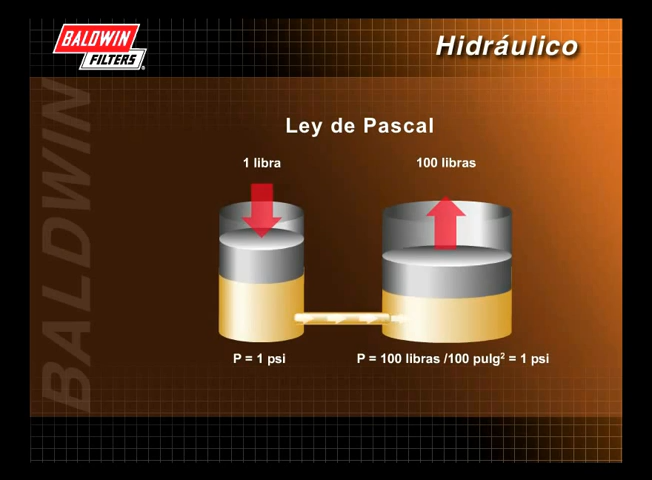 BALDWIN
FILTERS
Hidráulico
BALDWIN
Ley de Pascal
1 libra
100 libras
P = 1 psi
P = 100 libras /100 pulg² = 1 psi